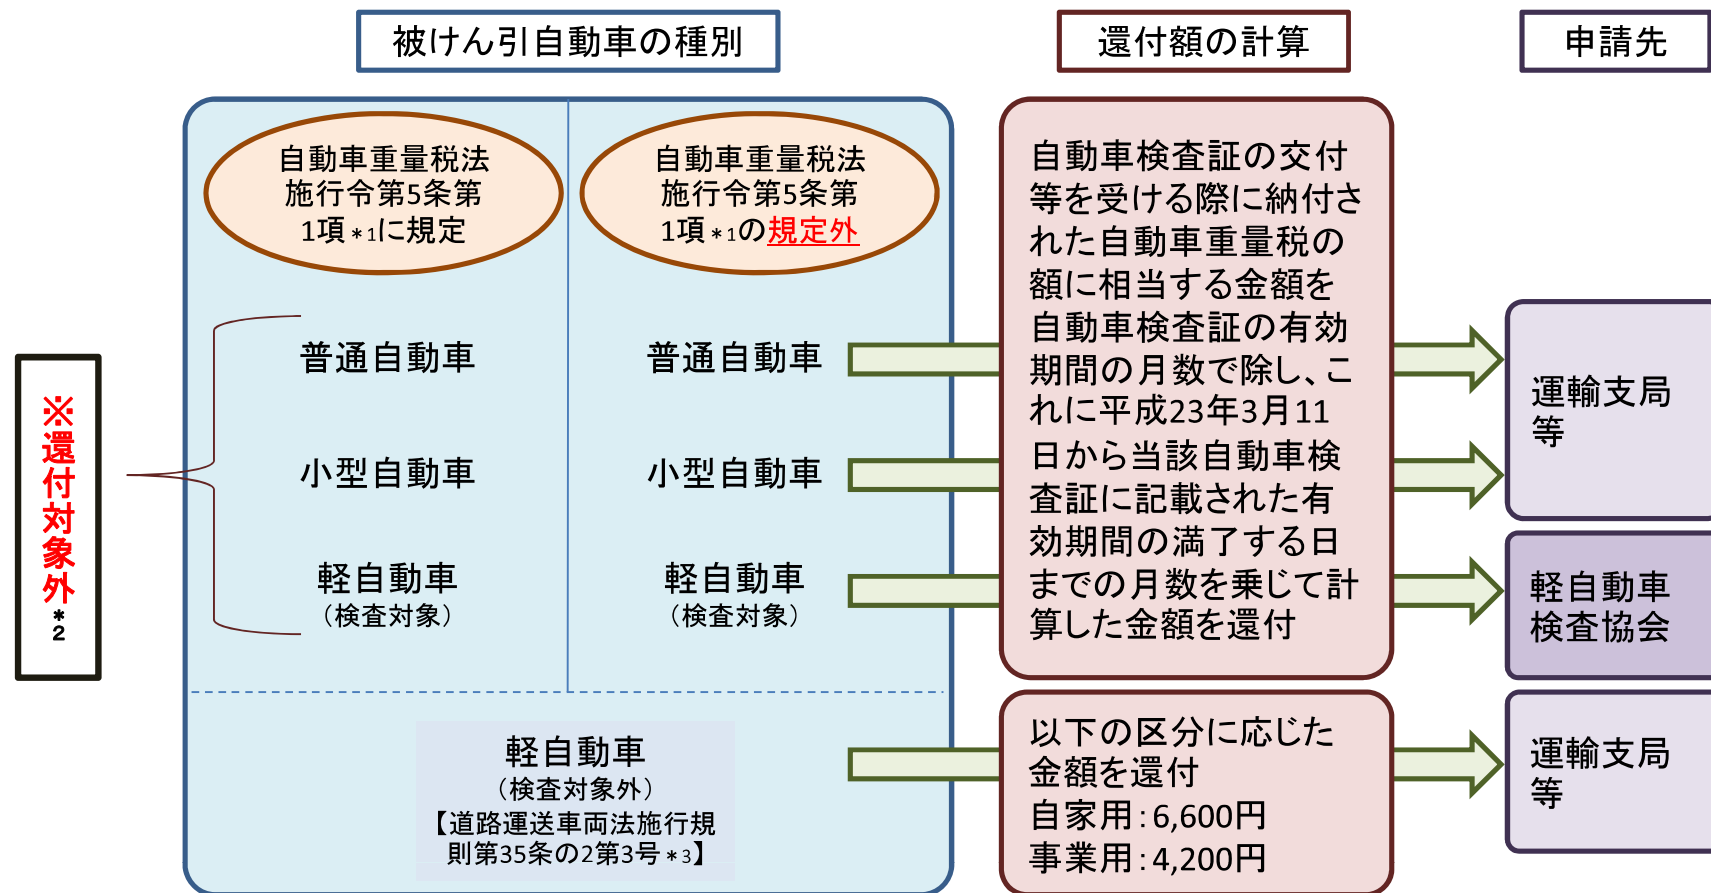 被けん引自動車の種別
還付額の計算
申請先
自動車重量税法
施行令第5条第
1項*1に規定
自動車重量税法
施行令第5条第
1項*1の規定外
※還付対象外*2
普通自動車
小型自動車
軽自動車
（検査対象）
普通自動車
小型自動車
軽自動車
（検査対象）
軽自動車
（検査対象外）
【道路運送車両法施行規
則第35条の2第3号*3】
自動車検査証の交付
等を受ける際に納付さ
れた自動車重量税の
額に相当する金額を
自動車検査証の有効
期間の月数で除し、こ
れに平成23年3月11
日から当該自動車検
査証に記載された有
効期間の満了する日
までの月数を乗じて計
算した金額を還付
以下の区分に応じた
金額を還付
自家用：6,600円
事業用：4,200円
運輸支局
等
軽自動車
検査協会
運輸支局
等